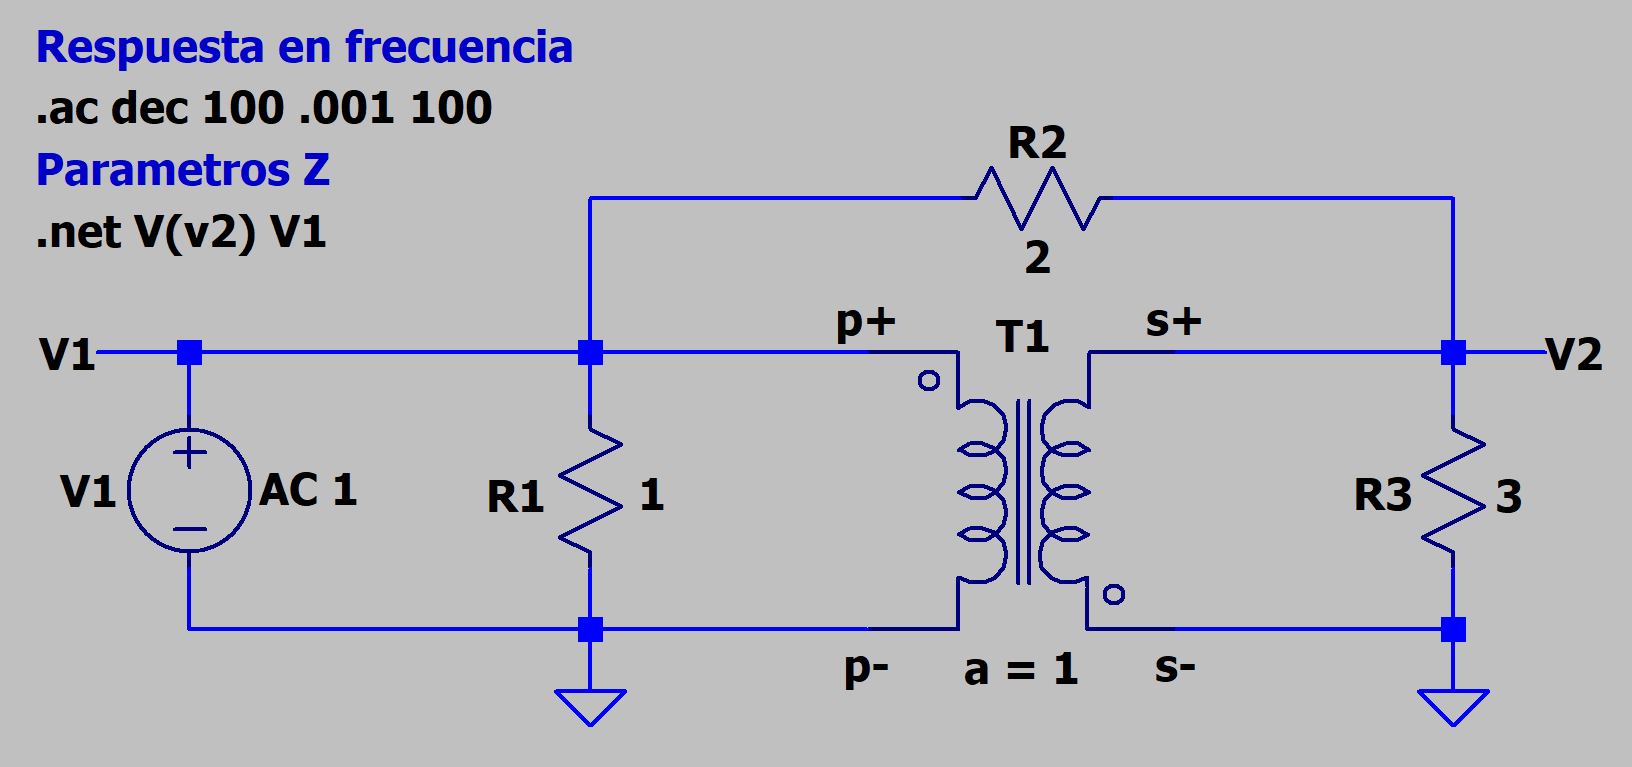 Respuesta en frecuencia
.ac dec 100 .001 100
Parametros Z
.net V(v2) V1
R2
2
p+
T1
s+
V1
V2
V1
AC 1
R1
1
R3
3
p-
a = 1
s-